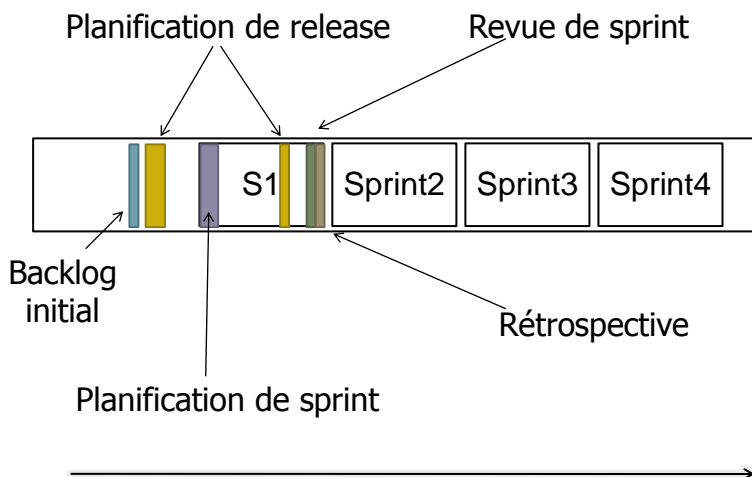 Planification de release
Revue de sprint
S1
Sprint2
Sprint3
Sprint4
Backlog
initial
Rétrospective
Planification de sprint